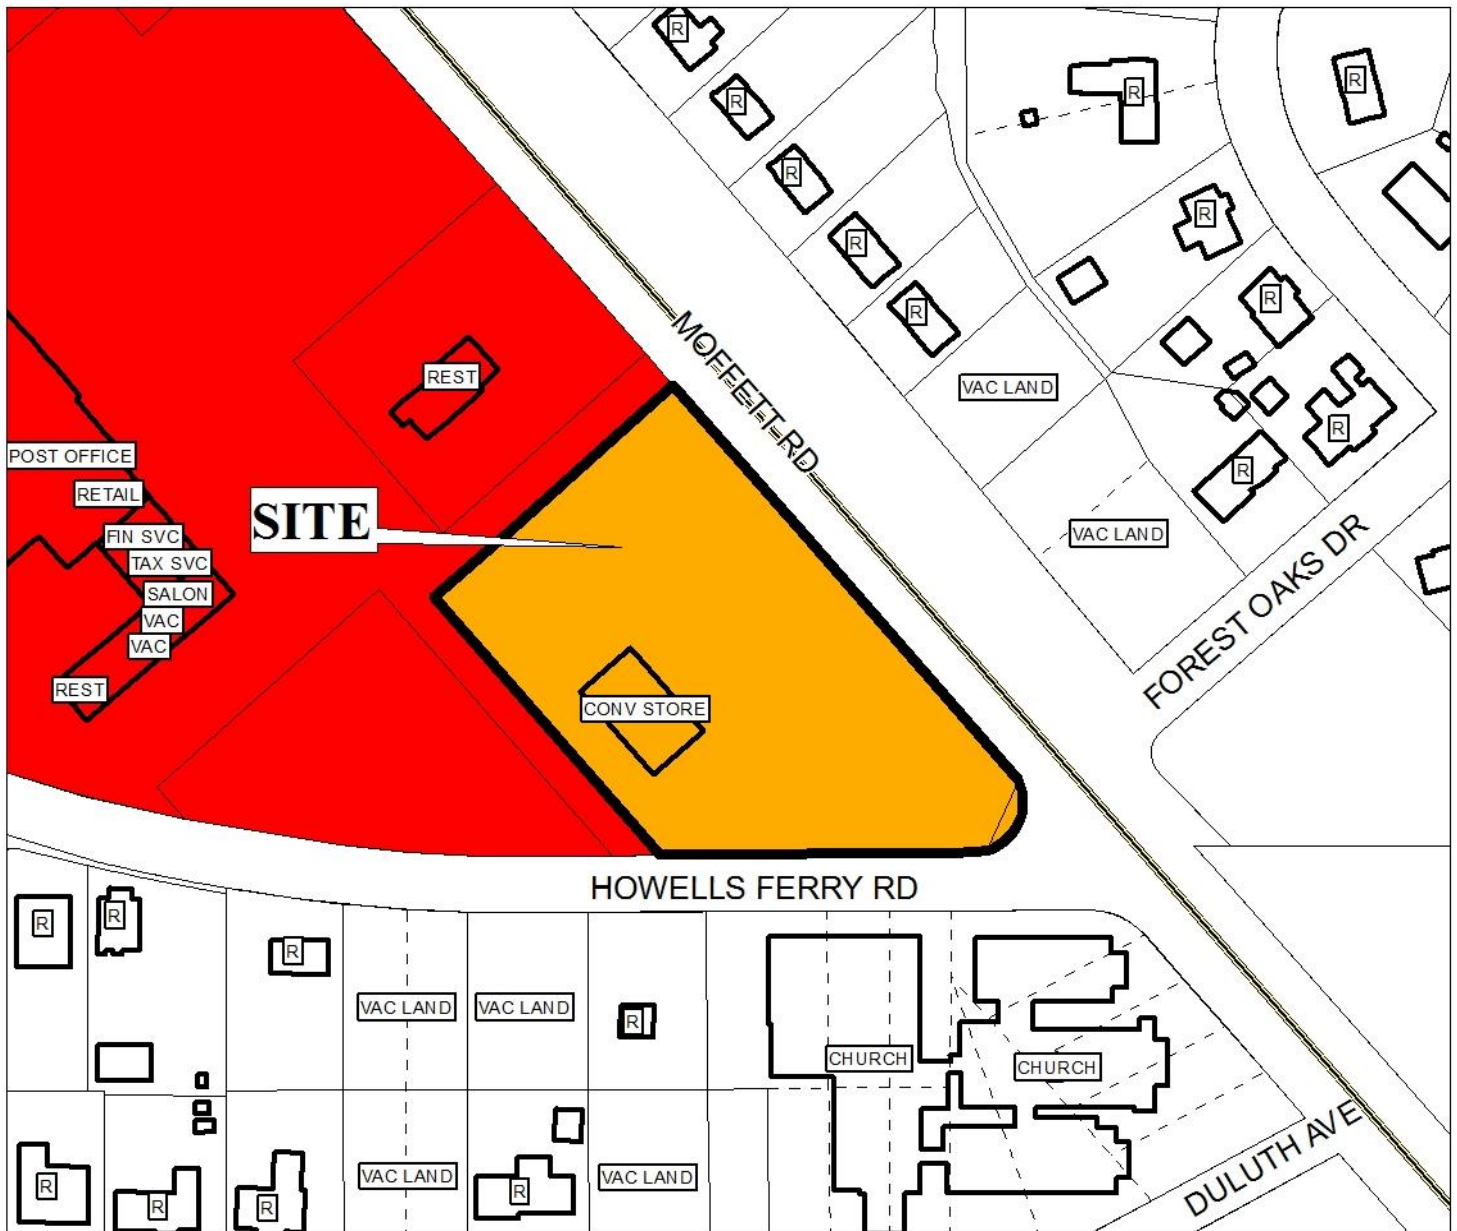 R
R
R
R
R
R
R
R
R
R
R
R
MOFFETT RD
REST
VAC LAND
POST OFFICE
RETAIL
SITE
FIN SVC
VAC LAND
TAX SVC
SALON
FOREST OAKS DR
VAC
VAC
REST
CONV STORE
HOWELLS FERRY RD
R
R
R
VAC LAND
VAC LAND
R
CHURCH
CHURCH
DULUTH AVE
VAC LAND
VAC LAND
R
R
R
R